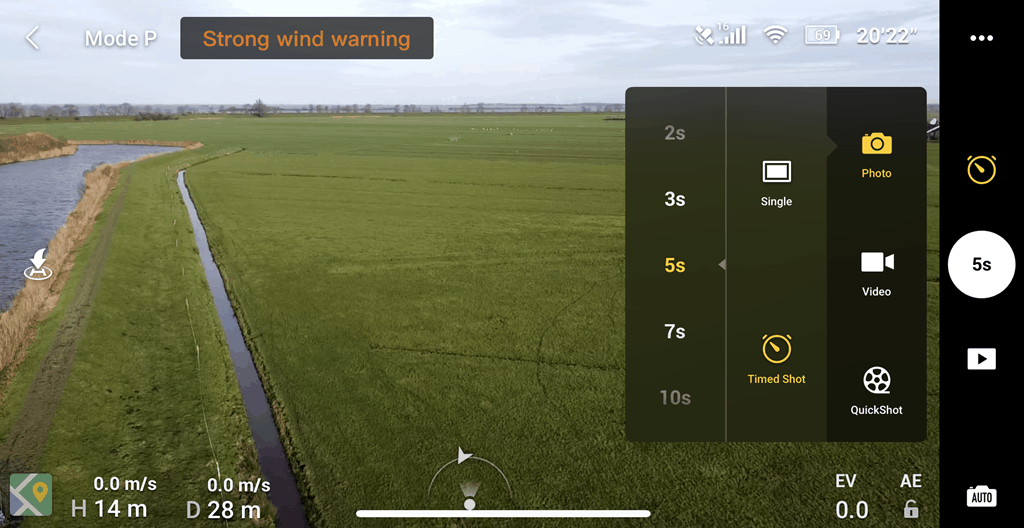 Mode P
Strong wind warning
16
69
20'22"
2s
3s
5s
7s
10s
Single
Timed Shot
Photo
Video
QuickShot
5s
0.0 m/s
0.0 m/s
H 14 m
D 28 m
EV
AE
0.0
AUTO